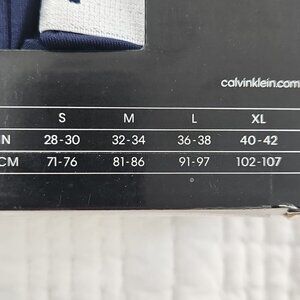 calvinklein.com
S M L XL
IN 28-30 32-34 36-38 40-42
CM 71-76 81-86 91-97 102-107